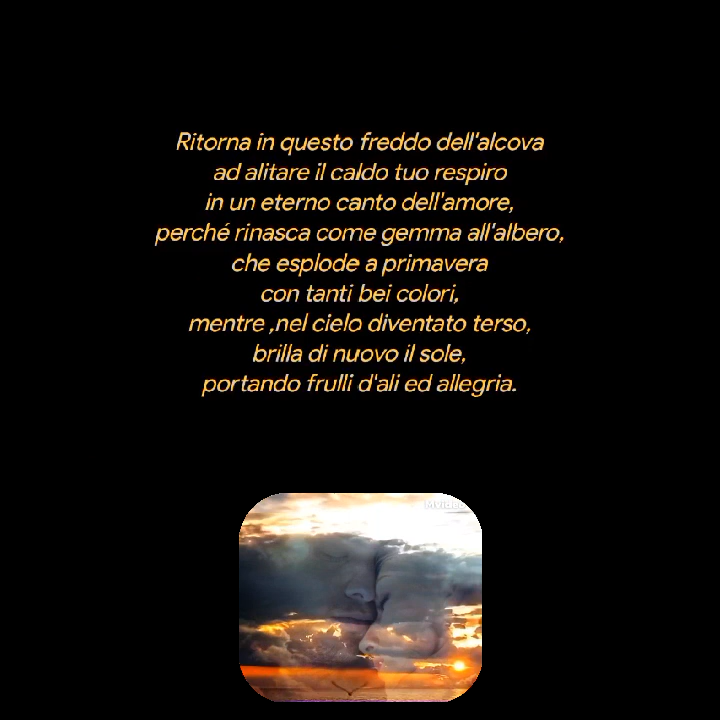 Ritorna in questo freddo dell'alcova
ad alitare il caldo tuo respiro
in un eterno canto dell'amore,
perché rinasca come gemma all'albero,
che esplode a primavera
con tanti bei colori,
mentre ,nel cielo diventato terso,
brilla di nuovo il sole,
portando frulli d'ali ed allegria.